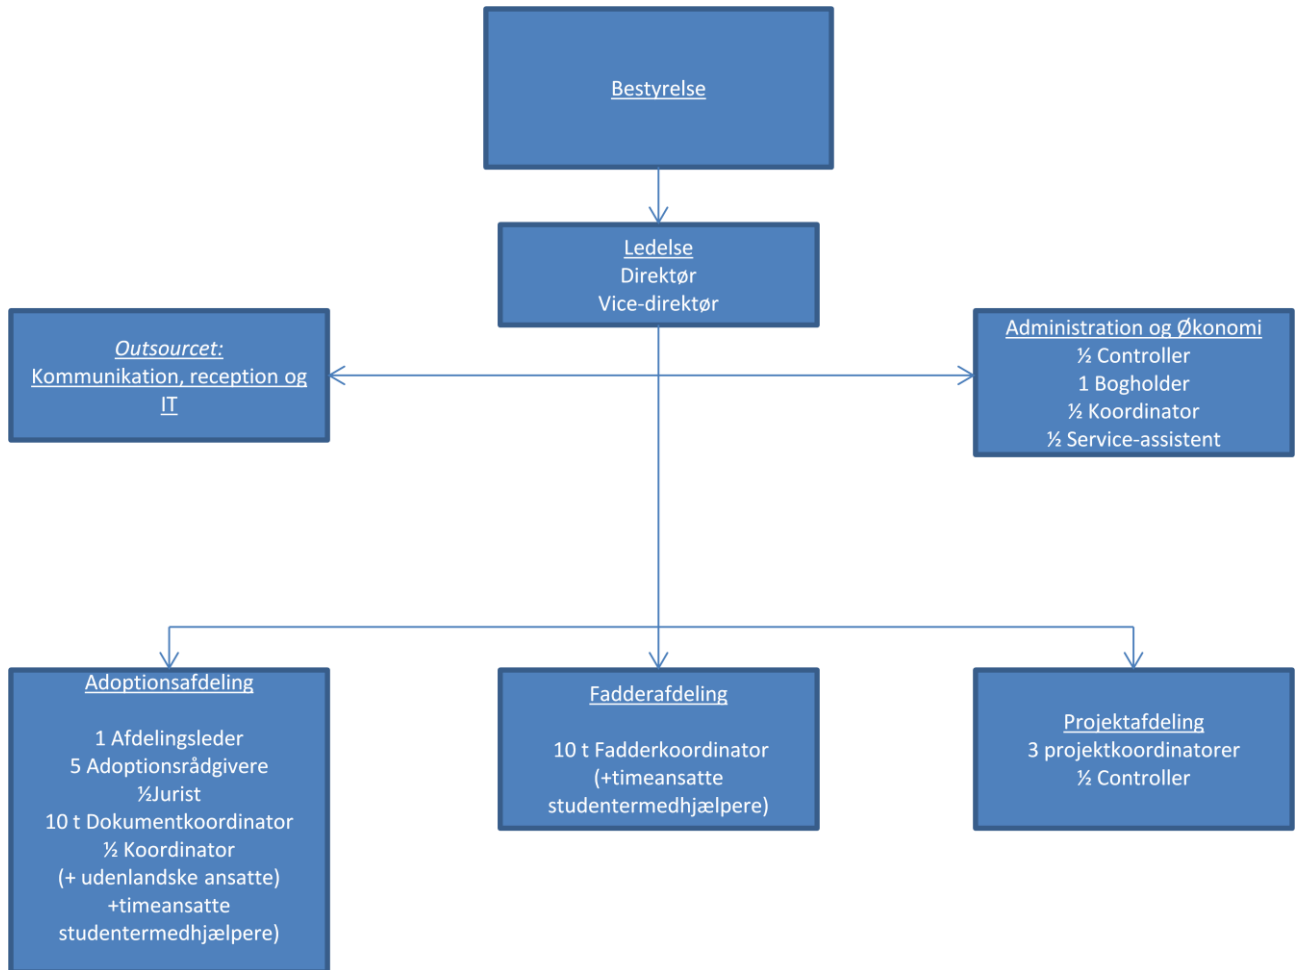 Bestyrelse
Ledelse
Direktør
Vice-direktør
Outsourcet:
Kommunikation, reception og
IT
Administration og Økonomi
½ Controller
1 Bogholder
½ Koordinator
½ Service-assistent
Adoptionsafdeling
1 Afdelingsleder
5 Adoptionsrådgivere
½Jurist
10 t Dokumentkoordinator
½ Koordinator
(+ udenlandske ansatte)
+timeansatte
studentermedhjælpere)
Fadderafdeling
10 t Fadderkoordinator
(+timeansatte
studentermedhjælpere)
Projektafdeling
3 projektkoordinatorer
½ Controller